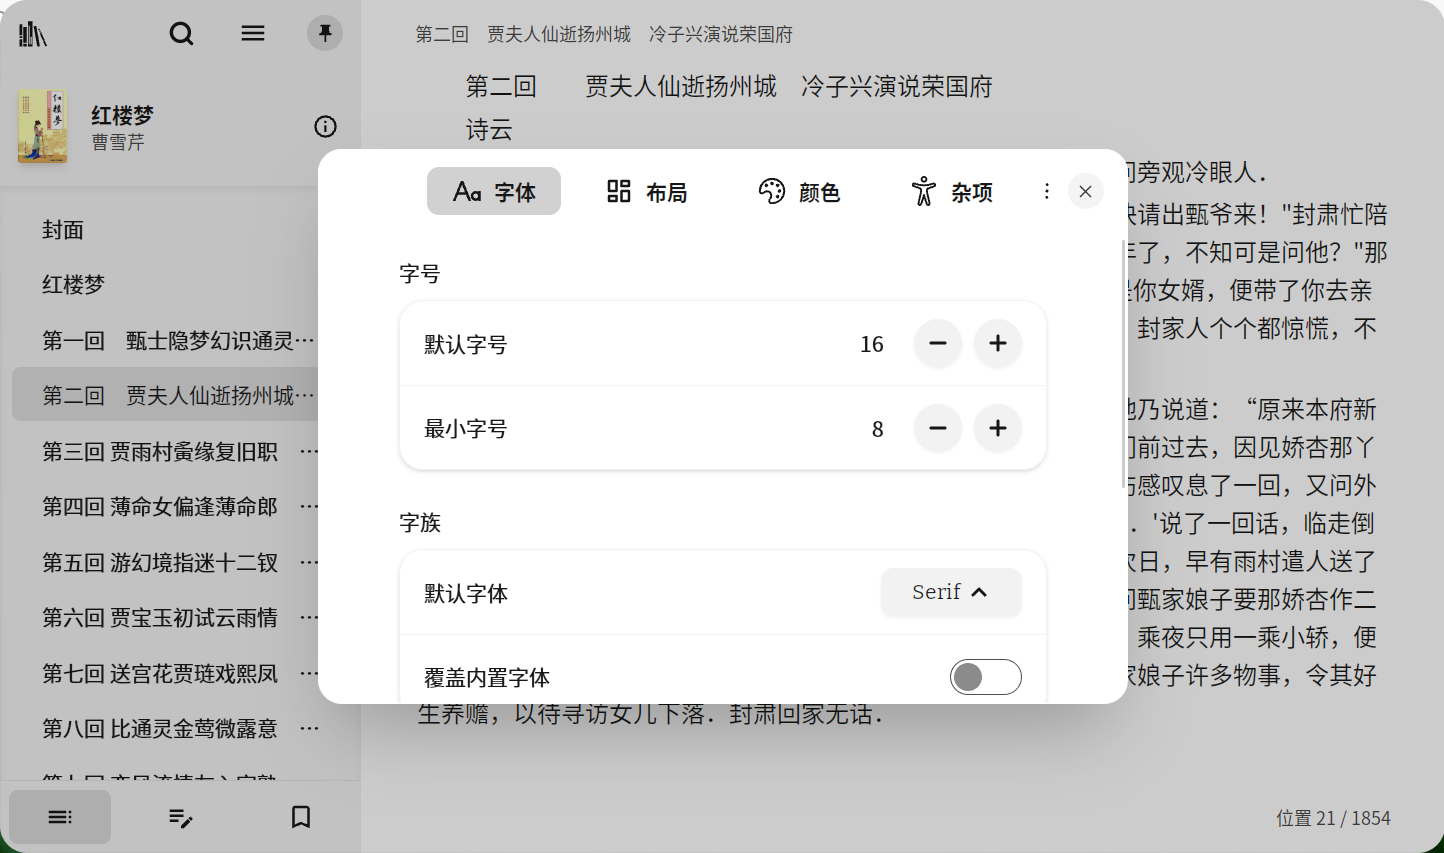 红楼梦
曹雪芹
封面
红楼梦
第一回　甄士隐梦幻识通灵…
第二回　贾夫人仙逝扬州城…
第三回 贾雨村夤缘复旧职 …
第四回 薄命女偏逢薄命郎 …
第五回 游幻境指迷十二钗 …
第六回 贾宝玉初试云雨情 …
第七回 送宫花贾琏戏熙凤 …
第八回 比通灵金莺微露意 …
第二回　贾夫人仙逝扬州城　冷子兴演说荣国府
第二回　　贾夫人仙逝扬州城　冷子兴演说荣国府
诗云
旁观冷眼人．
请出甄爷来！"封肃忙陪
了，不知可是问他？"那
你女婿，便带了你去亲
封家人个个都惊慌，不
乃说道：“原来本府新
前过去，因见娇杏那丫
感叹息了一回，又问外
．'说了一回话，临走倒
日，早有雨村遣人送了
甄家娘子要那娇杏作二
乘夜只用一乘小轿，便
娘子许多物事，令其好
生养赡，以待寻访女儿下落．封肃回家无话．
位置 21 / 1854
Aa 字体
布局
颜色
杂项
字号
默认字号 16
最小字号 8
字族
默认字体 Serif
覆盖内置字体